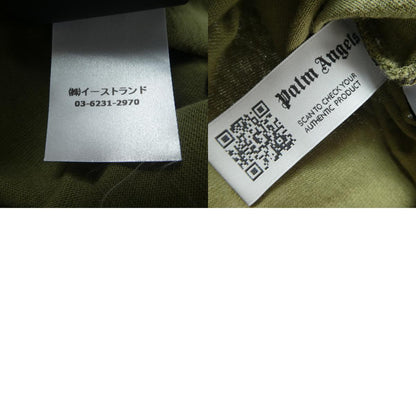 ㈱イーストランド
03-6231-2970
Palm Angels
SCAN TO CHECK YOUR
AUTHENTIC PRODUCT